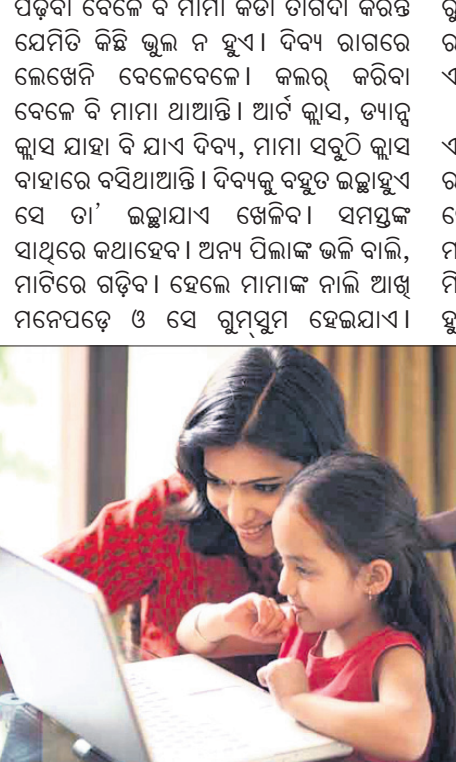 ପଢ଼ିବା ବେଳେ ବି ମାମା କଡା ତାଗିଦା କରନ୍ତି
ଯେମିତି କିଛି ଭୁଲ ନ ହୁଏ। ଦିବ୍ୟ ରାଗରେ
ଲେଖେନି ବେଳେବେଳେ। କଲର୍ କରିବା
ବେଳେ ବି ମାମା ଥାଆନ୍ତି। ଆର୍ଟ କ୍ଲାସ, ଡ୍ୟାନ୍ସ
କ୍ଲାସ ଯାହା ବି ଯାଏ ଦିବ୍ୟ, ମାମା ସବୁଠି କ୍ଲାସ
ବାହାରେ ବସିଥାଆନ୍ତି। ଦିବ୍ୟକୁ ବହୁତ ଇଚ୍ଛାହୁଏ
ସେ ତା’ ଇଚ୍ଛାଯାଏ ଖେଳିବ। ସମସ୍ତଙ୍କ
ସାଥିରେ କଥାହେବ। ଅନ୍ୟ ପିଲାଙ୍କ ଭଳି ବାଲି,
ମାଟିରେ ଗଡ଼ିବ। ହେଲେ ମାମାଙ୍କ ନାଲି ଆଖି
ମନେପଡ଼େ ଓ ସେ ଗୁମ୍‌ସୁମ ହେଇଯାଏ।